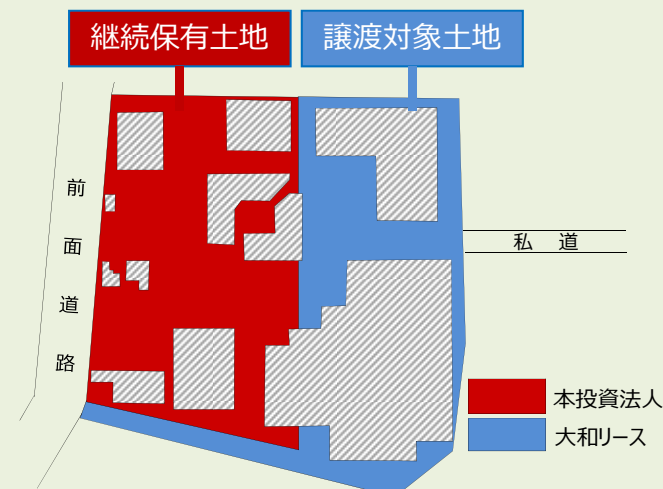 継続保有土地
譲渡対象土地
前面道路
私道
本投資法人
大和リース